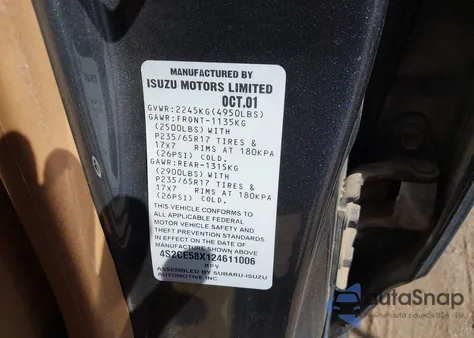 MANUFACTURED BY
ISUZU MOTORS LIMITED
OCT.01
GVWR:2245KG(4950LBS)
GAWR:FRONT-1135KG
(2500LBS) WITH
P235/65R17 TIRES &
17x7 RIMS AT 180KPA
(26PSI) COLD.
GAWR:REAR-1315KG
(2900LBS) WITH
P235/65R17 TIRES &
17x7 RIMS AT 180KPA
(26PSI) COLD.
THIS VEHICLE CONFORMS TO
ALL APPLICABLE FEDERAL
MOTOR VEHICLE SAFETY AND
THEFT PREVENTION STANDARDS
IN EFFECT ON THE DATE OF
MANUFACTURE SHOWN ABOVE
4S2CE58X124611006
MPV
ASSEMBLED BY SUBARU-ISUZU
AUTOMOTIVE INC.
autaSnap